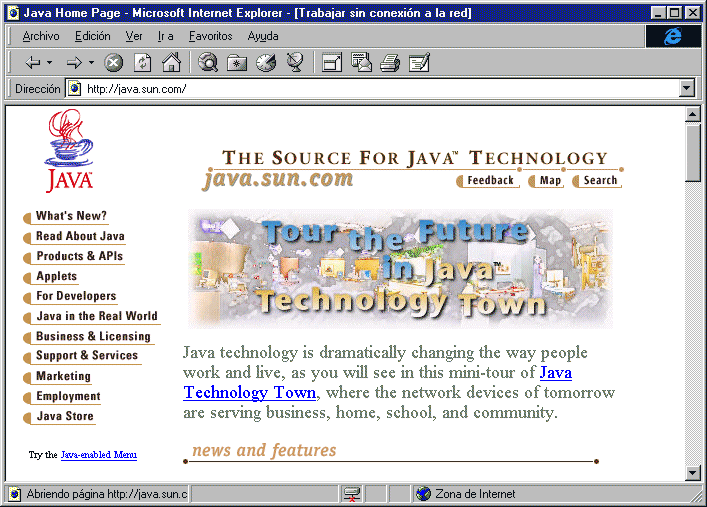 Java Home Page - Microsoft Internet Explorer - [Trabajar sin conexión a la red]
Archivo Edición Ver Ir a Favoritos Ayuda
Dirección http://java.sun.com/
JAVA
THE SOURCE FOR JAVA™ TECHNOLOGY
java.sun.com
Feedback Map Search
What's New?
Read About Java
Products & APIs
Applets
For Developers
Java in the Real World
Business & Licensing
Support & Services
Marketing
Employment
Java Store
Try the Java-enabled Menu
Tour the Future
in Java™
Technology Town
Java technology is dramatically changing the way people
work and live, as you will see in this mini-tour of Java
Technology Town, where the network devices of tomorrow
are serving business, home, school, and community.
news and features
Abriendo página http://java.sun.c Zona de Internet